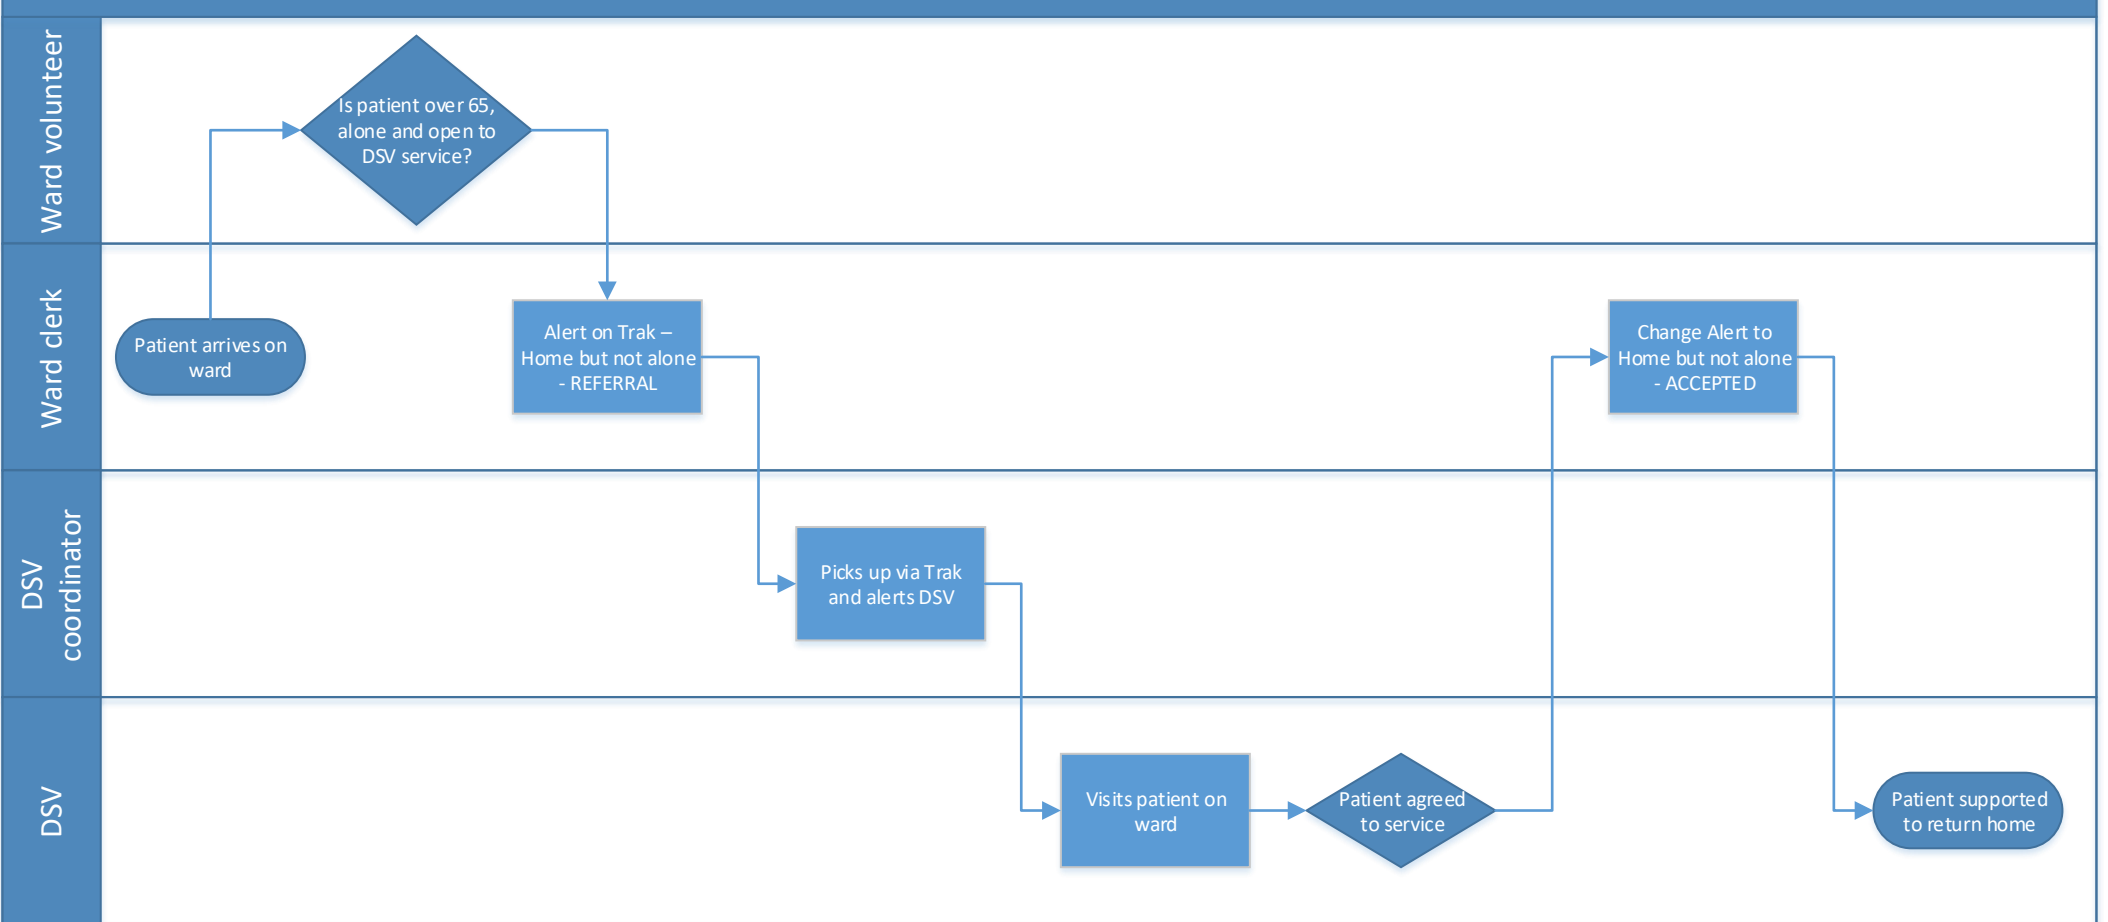 Ward volunteer
Is patient over 65,
alone and open to
DSV service?
Ward clerk
Patient arrives on
ward
Alert on Trak –
Home but not alone
- REFERRAL
Change Alert to
Home but not alone
- ACCEPTED
DSV
coordinator
Picks up via Trak
and alerts DSV
DSV
Visits patient on
ward
Patient agreed
to service
Patient supported
to return home